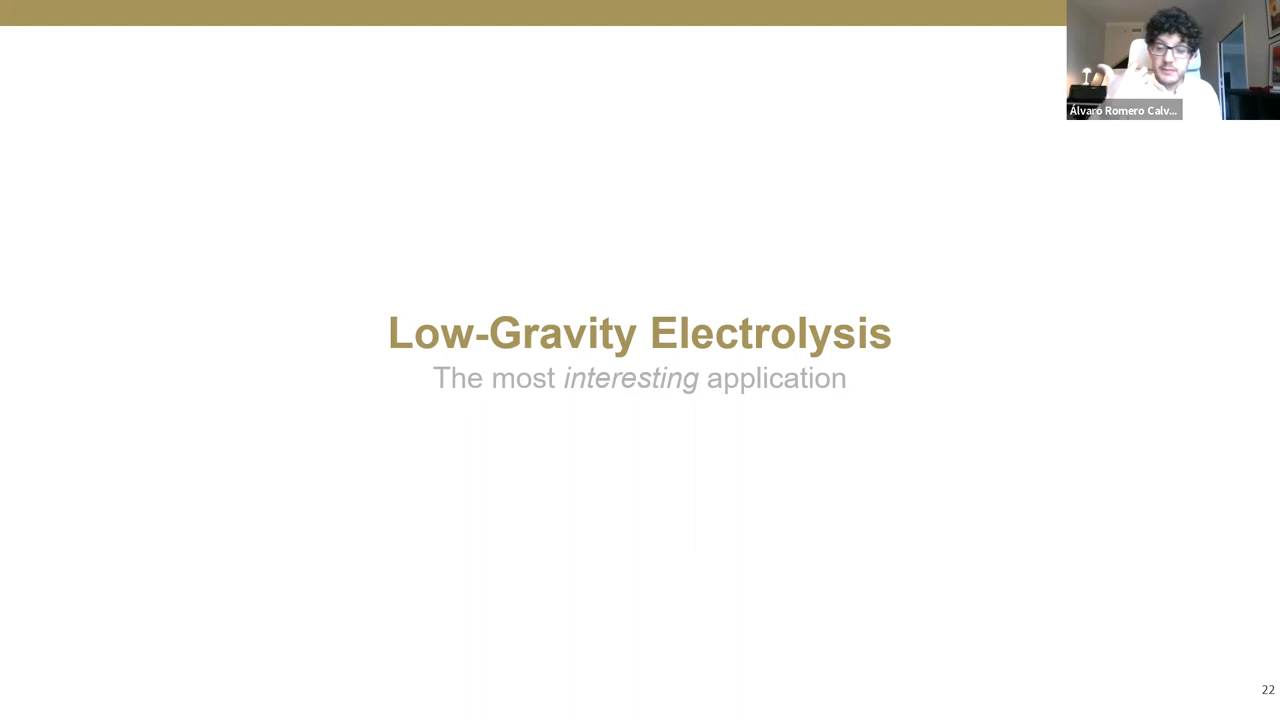 Álvaro Romero Calv...
Low-Gravity Electrolysis
The most interesting application
22